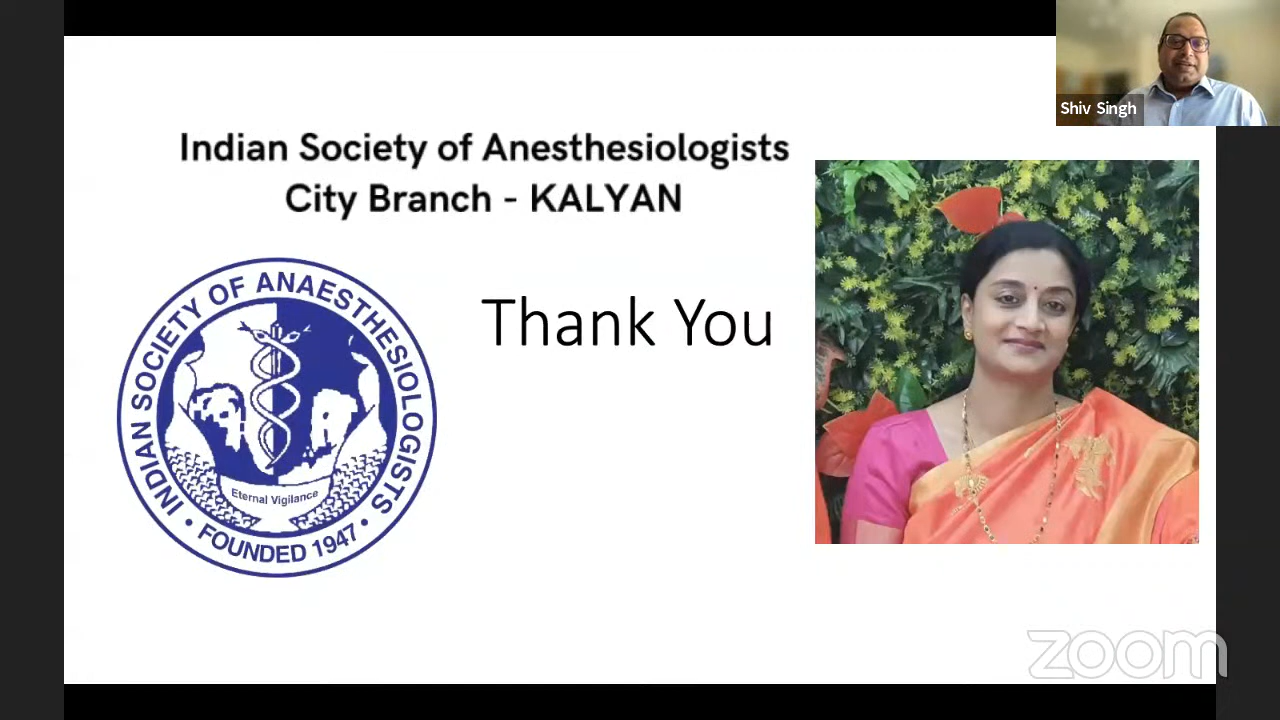 Shiv Singh
Indian Society of Anesthesiologists
City Branch - KALYAN
INDIAN SOCIETY OF ANAESTHESIOLOGISTS
Thank You
Eternal Vigilance
• FOUNDED 1947 •
zoom